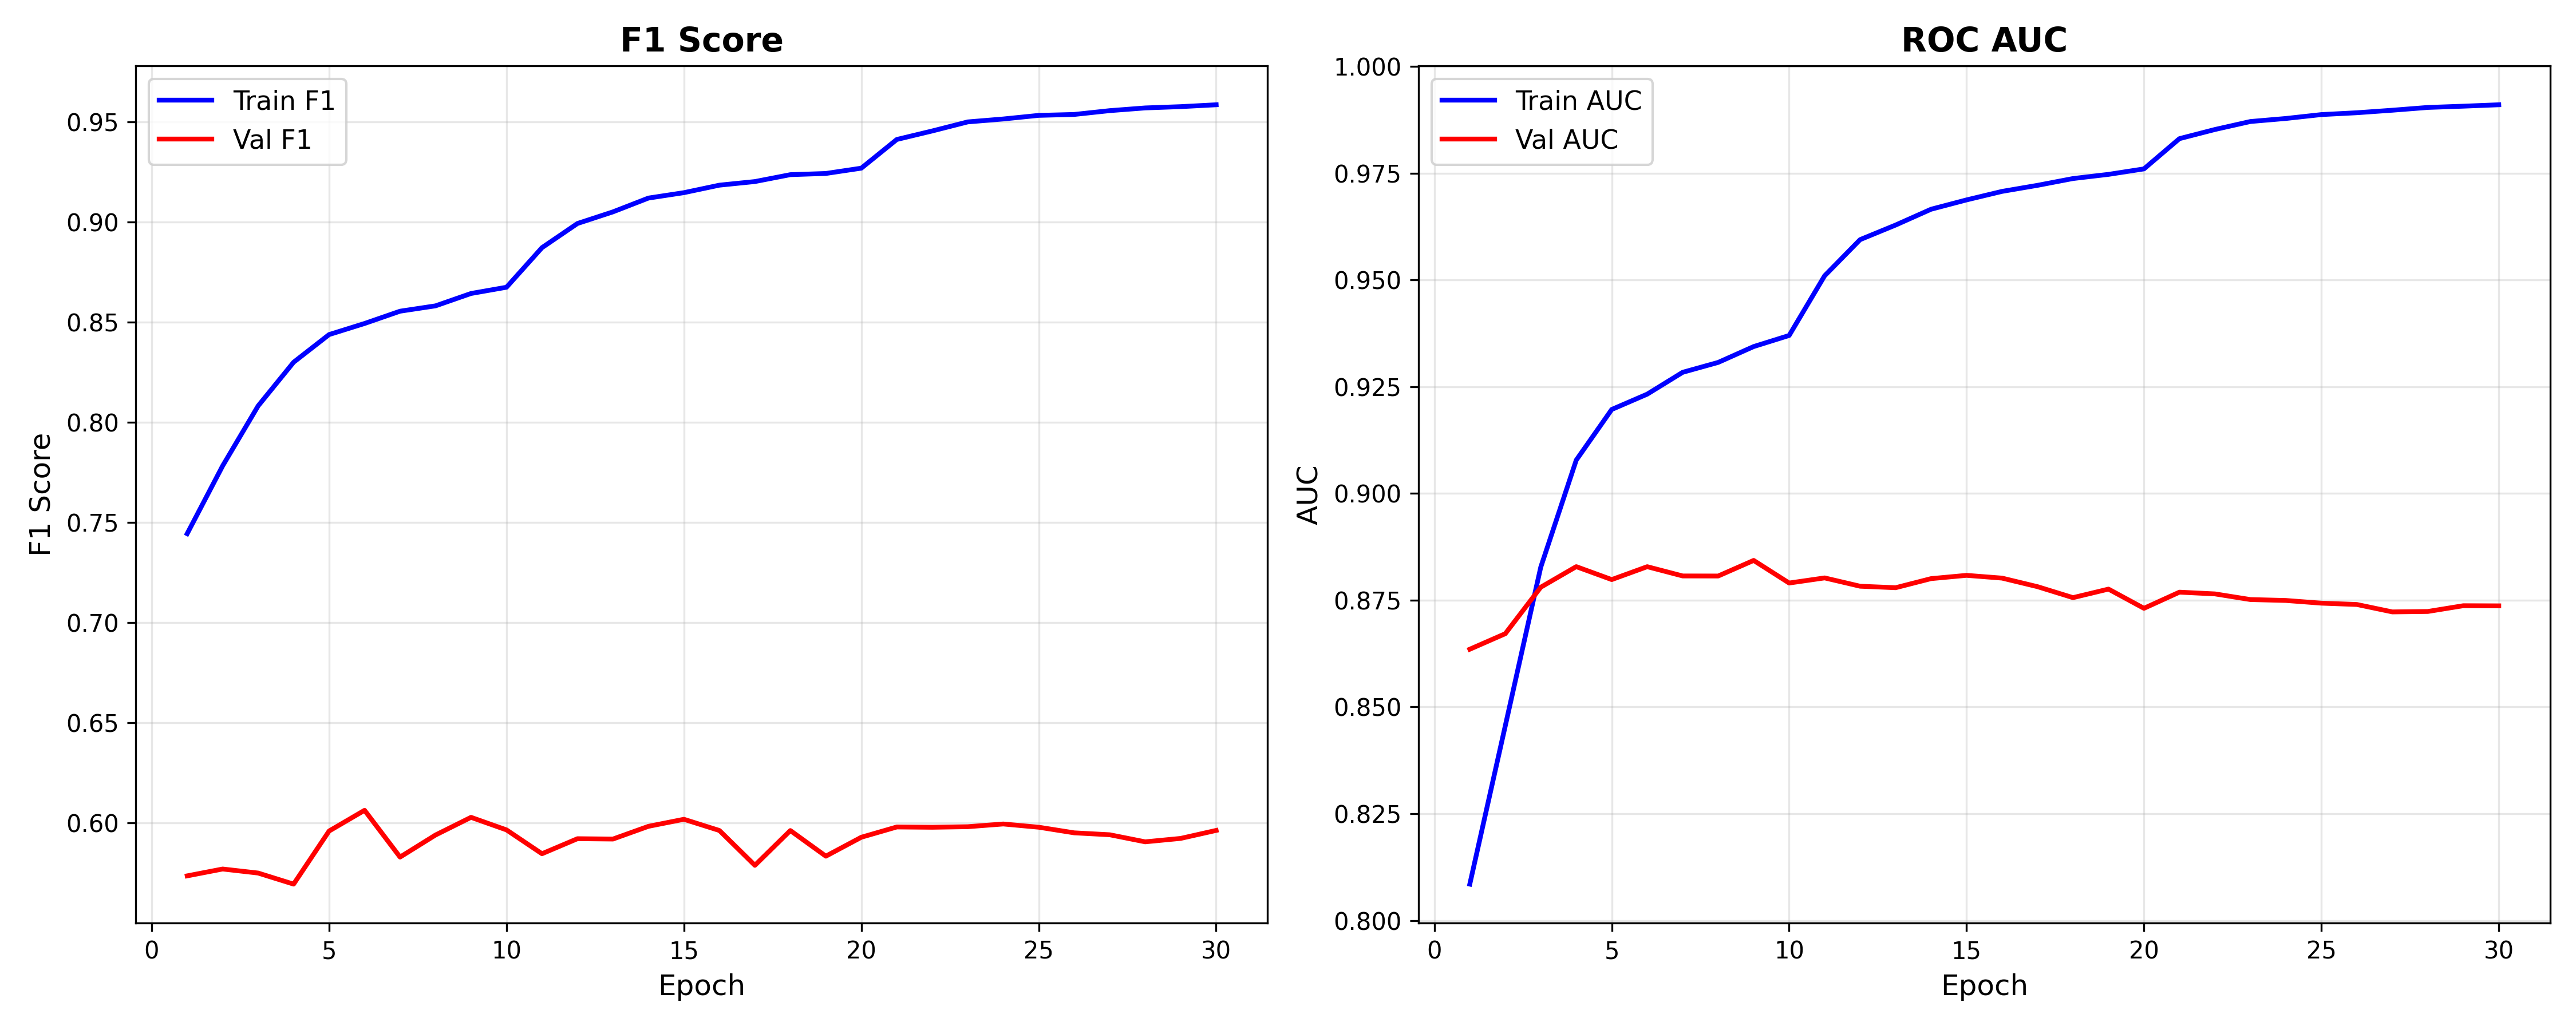 F1 Score
Train F1
Val F1
F1 Score
0.95
0.90
0.85
0.80
0.75
0.70
0.65
0.60
0 5 10 15 20 25 30
Epoch
ROC AUC
Train AUC
Val AUC
AUC
1.000
0.975
0.950
0.925
0.900
0.875
0.850
0.825
0.800
0 5 10 15 20 25 30
Epoch